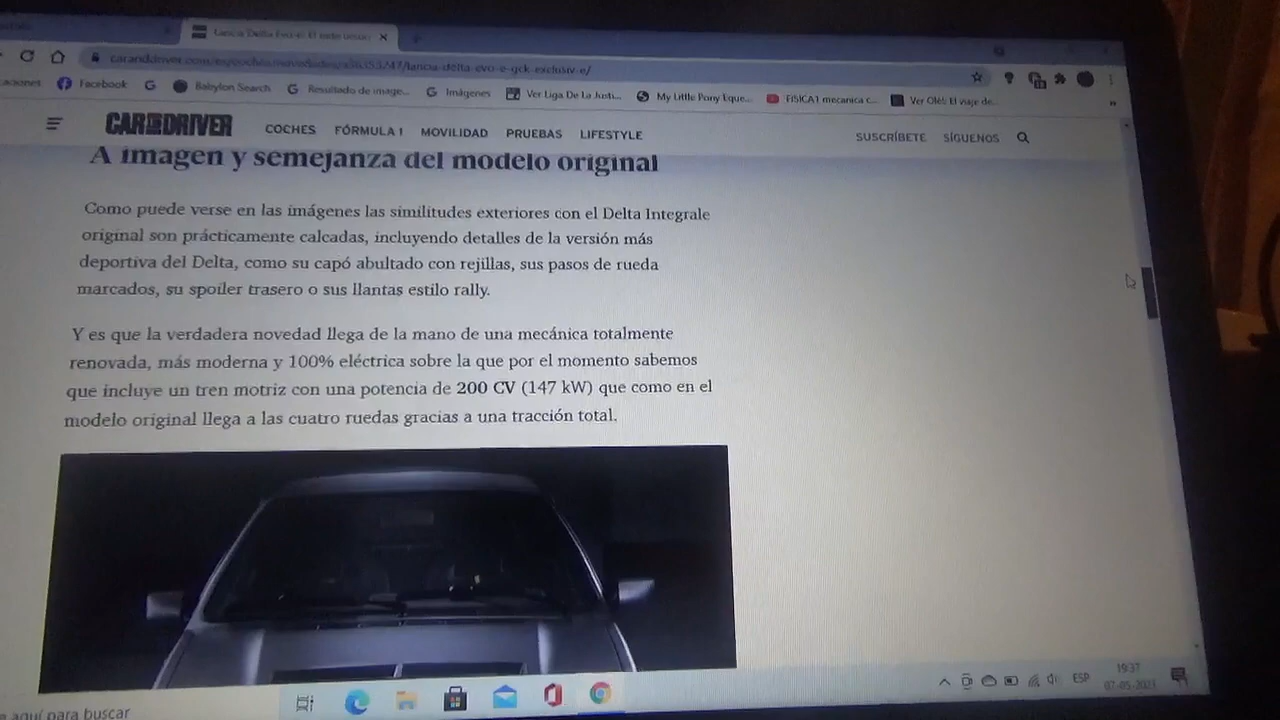 Lancia Delta Evo-e: El
caranddriver.com/es/coches/
/lancia-delta-evo-e-gck-exclusiv-e/
Facebook
G
Babylon Search
G Resultado de image...
G Imágenes
Ver Liga De La Justi...
My Little Pony Eque...
FISICA1 mecanica c...
Ver Olé! El viaje de...
»
CAR AND DRIVER
COCHES FÓRMULA 1 MOVILIDAD PRUEBAS LIFESTYLE
SUSCRÍBETE SÍGUENOS
A imagen y semejanza del modelo original
Como puede verse en las imágenes las similitudes exteriores con el Delta Integrale
original son prácticamente calcadas, incluyendo detalles de la versión más
deportiva del Delta, como su capó abultado con rejillas, sus pasos de rueda
marcados, su spoiler trasero o sus llantas estilo rally.
Y es que la verdadera novedad llega de la mano de una mecánica totalmente
renovada, más moderna y 100% eléctrica sobre la que por el momento sabemos
que incluye un tren motriz con una potencia de 200 CV (147 kW) que como en el
modelo original llega a las cuatro ruedas gracias a una tracción total.
aquí para buscar
ESP
19:37
07-05-2021